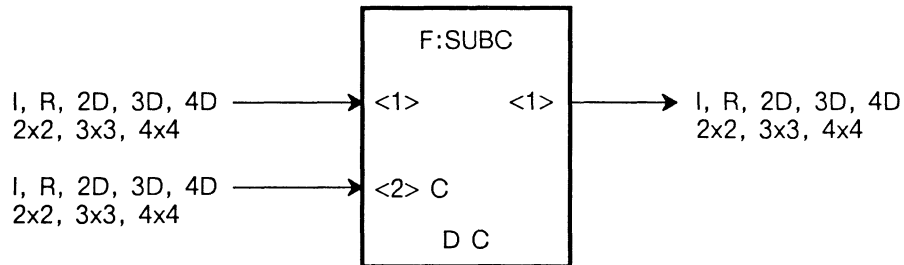 F:SUBC
I, R, 2D, 3D, 4D <1> <1> I, R, 2D, 3D, 4D
2x2, 3x3, 4x4 2x2, 3x3, 4x4
I, R, 2D, 3D, 4D <2> C
2x2, 3x3, 4x4
D C